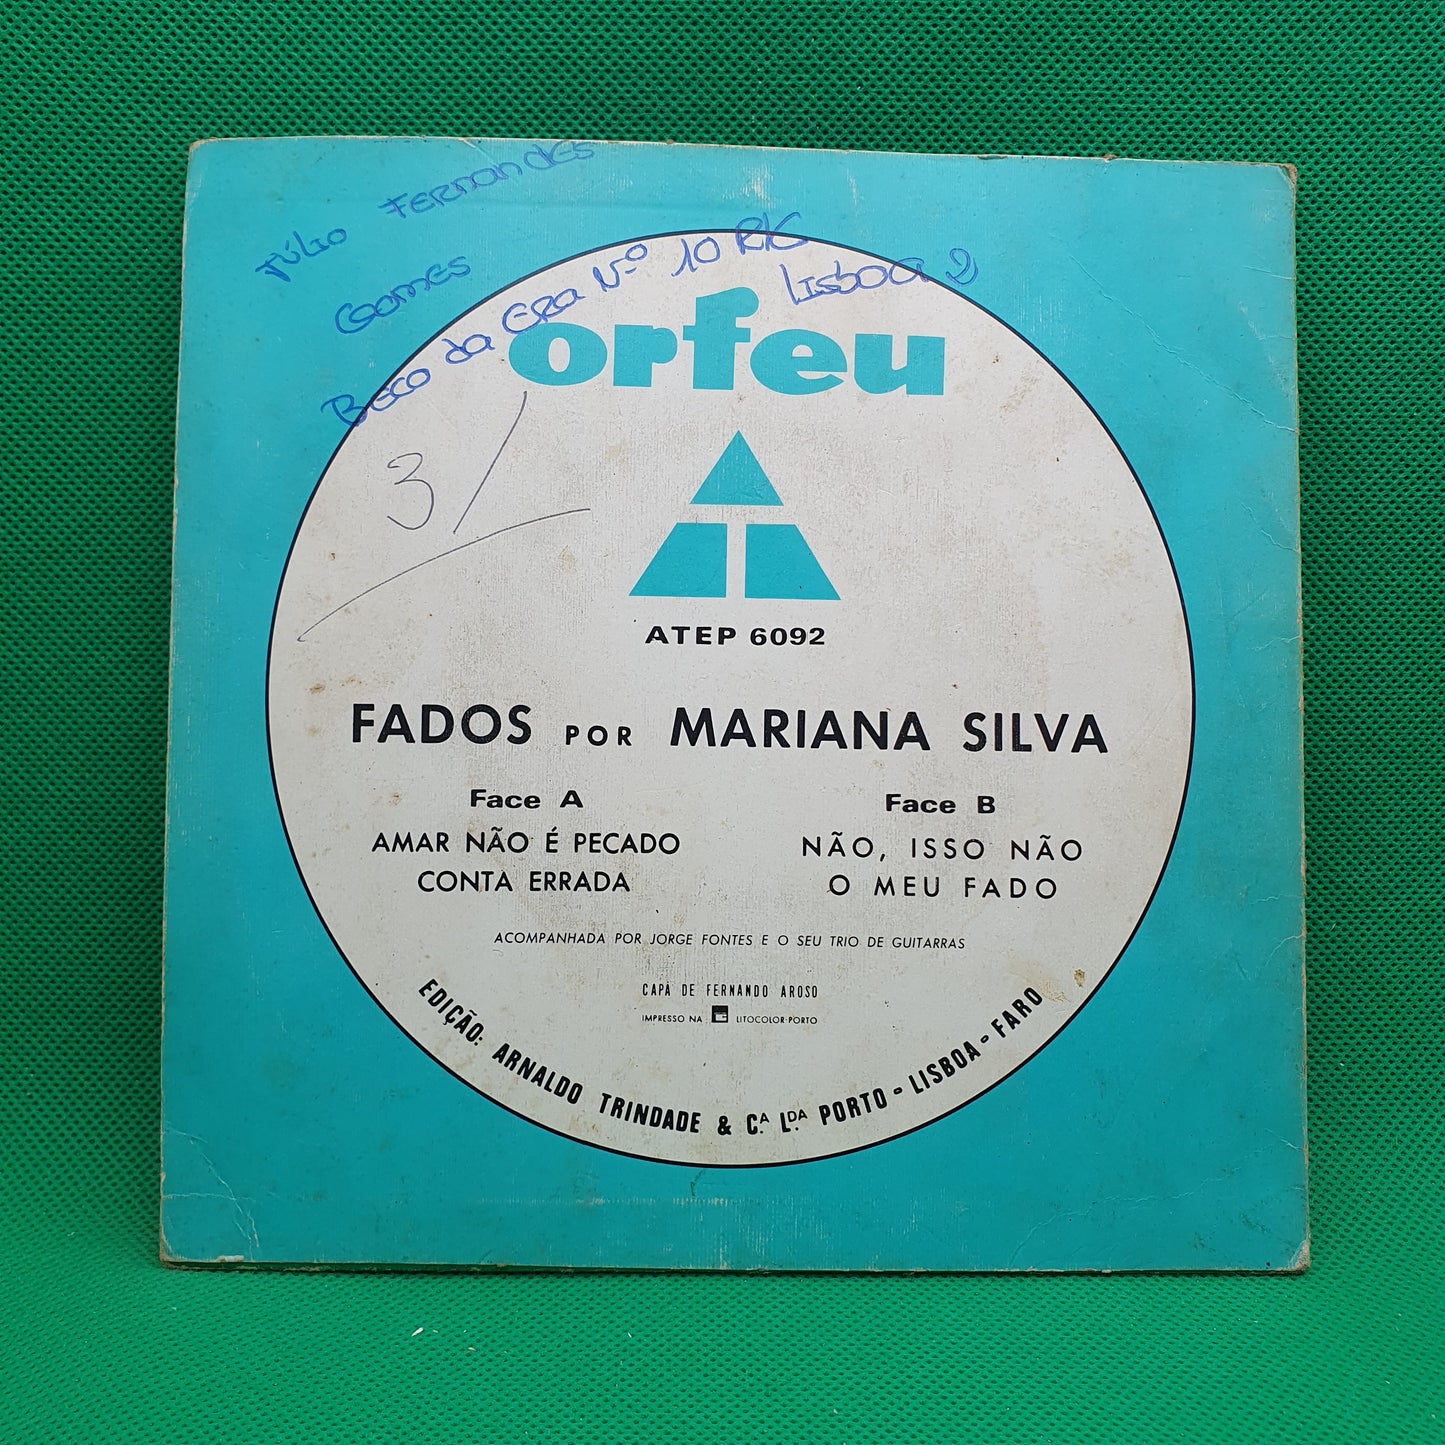 Júlio Fernandes
Gomes
Beco da Era Nº 10 R/C
Lisboa 2
3/
orfeu
ATEP 6092
FADOS POR MARIANA SILVA
Face A
AMAR NÃO É PECADO
CONTA ERRADA
Face B
NÃO, ISSO NÃO
O MEU FADO
ACOMPANHADA POR JORGE FONTES E O SEU TRIO DE GUITARRAS
CAPA DE FERNANDO AROSO
IMPRESSO NA LITOCOLOR-PORTO
EDIÇÃO: ARNALDO TRINDADE & C.ª L.DA PORTO - LISBOA - FARO